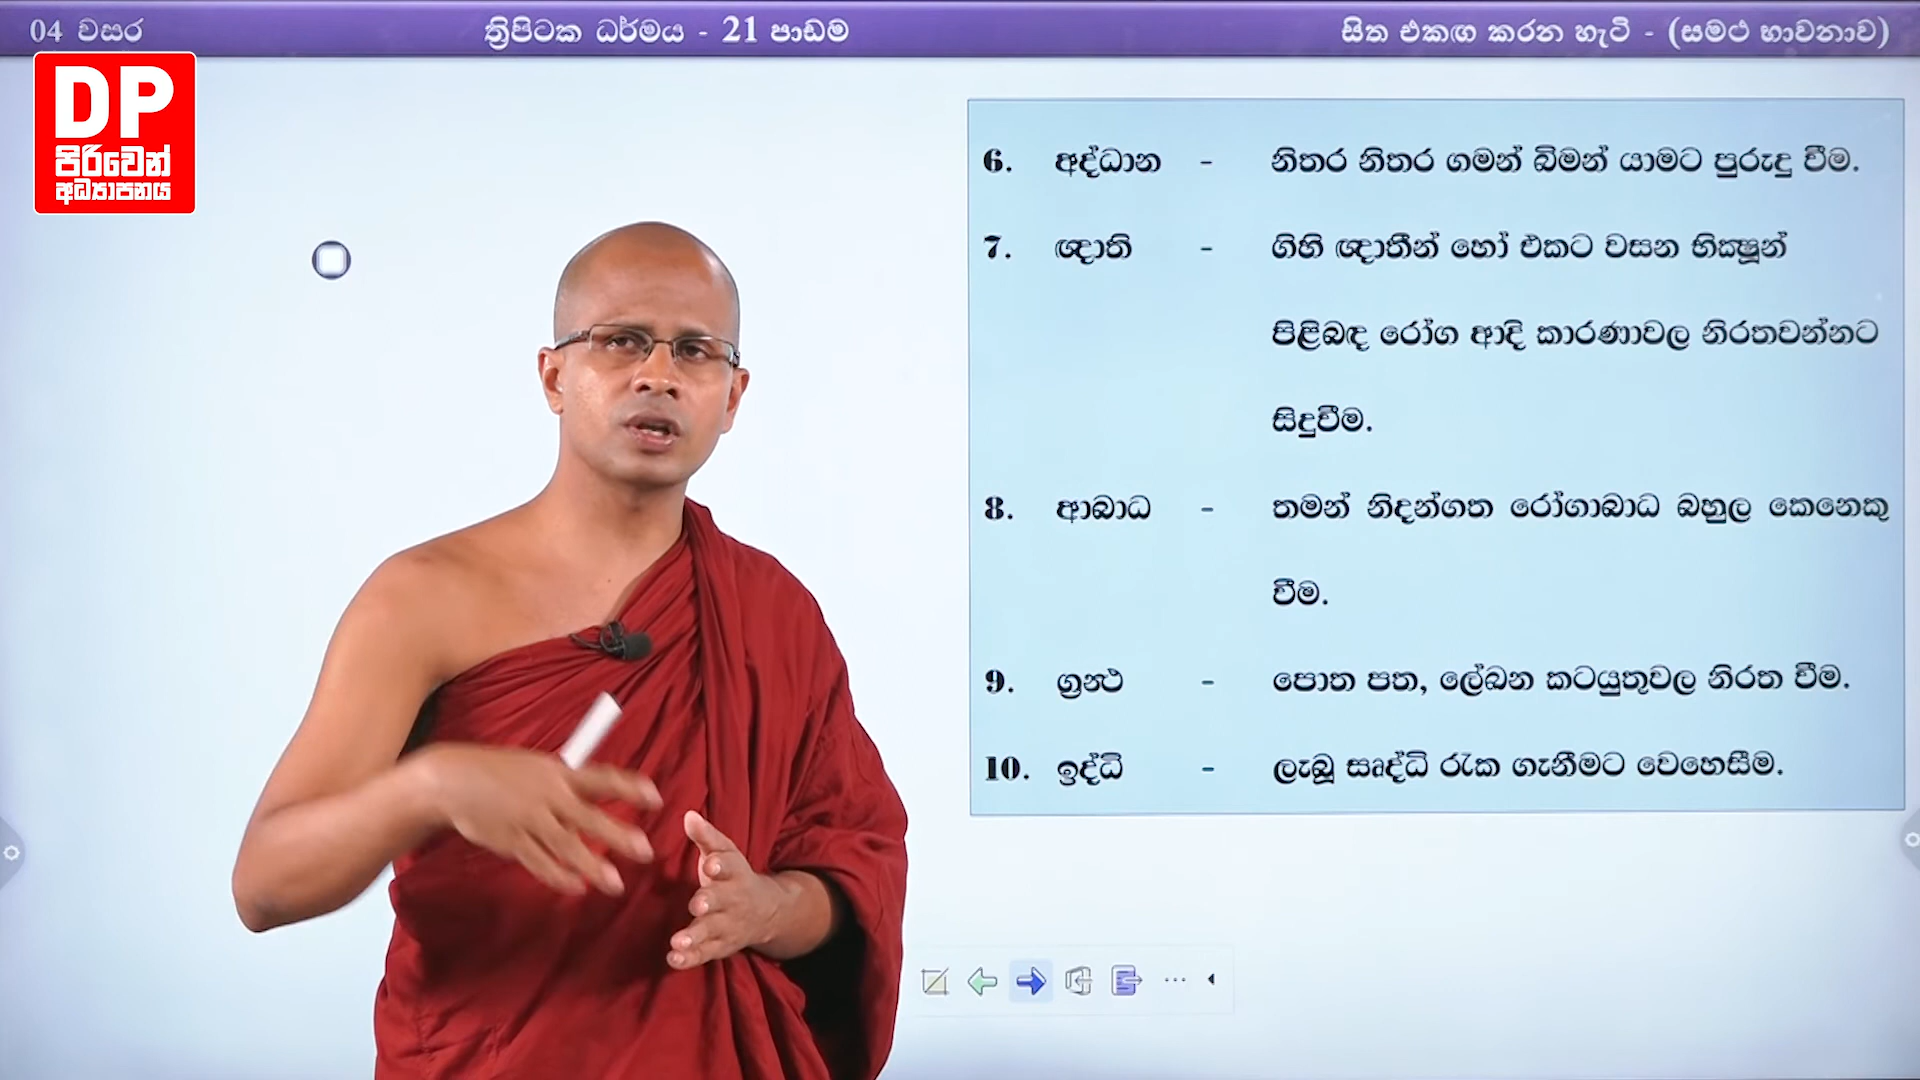 04 වසර
ත්‍රිපිටක ධර්මය - 21 පාඩම
සිත එකඟ කරන හැටි - (සමථ භාවනාව)
DP
පිරිවෙන්
අධ්‍යාපනය
6. අද්ධාන - නිතර නිතර ගමන් බිමන් යාමට පුරුදු වීම.
7. ඥාති - ගිහි ඥාතීන් හෝ එකට වසන භික්‍ෂූන්
පිළිබඳ රෝග ආදි කාරණාවල නිරතවන්නට
සිදුවීම.
8. ආබාධ - තමන් නිදන්ගත රෝගාබාධ බහුල කෙනෙකු
වීම.
9. ග්‍රන්‍ථ - පොත පත, ලේඛන කටයුතුවල නිරත වීම.
10. ඉද්ධි - ලැබූ සෘද්ධි රැක ගැනීමට වෙහෙසීම.